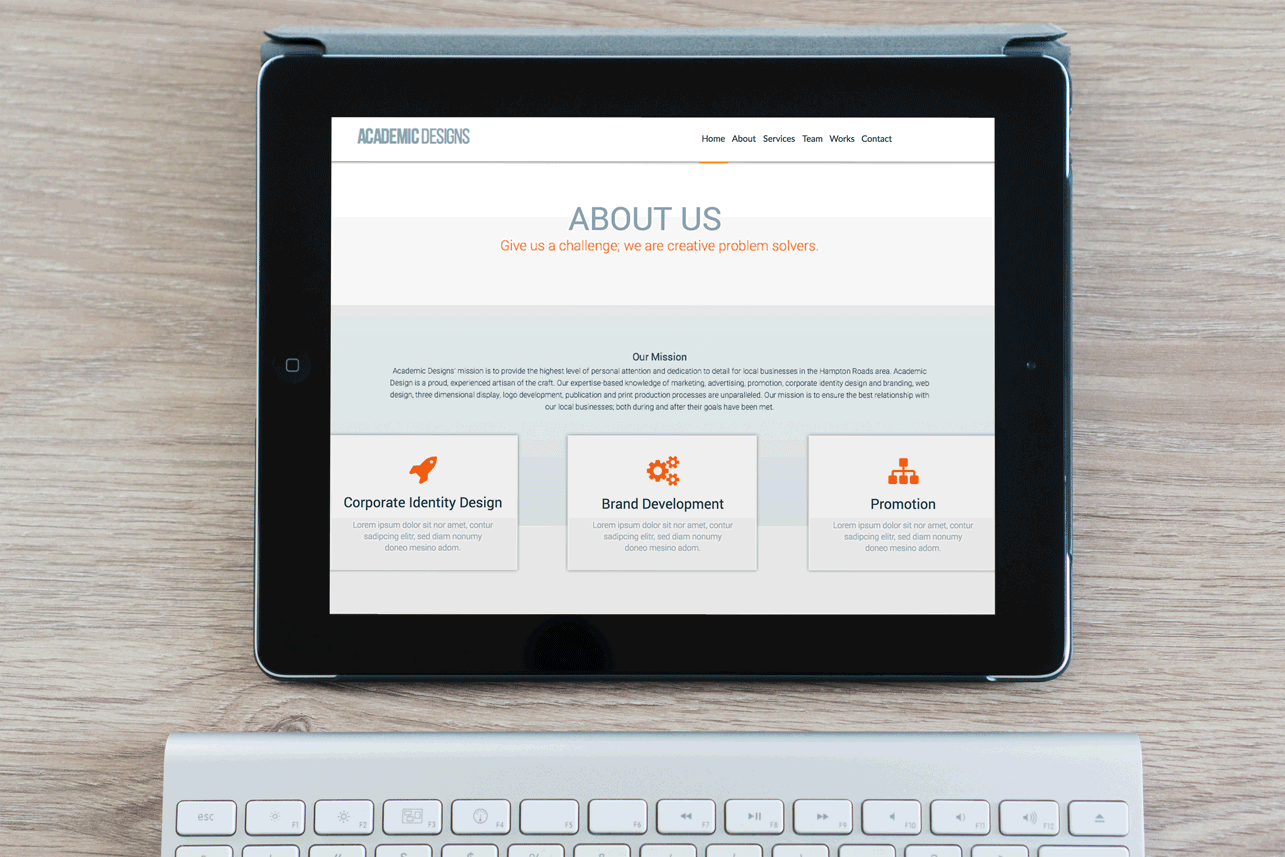 ACADEMIC DESIGNS
Home About Services Team Works Contact
ABOUT US
Give us a challenge; we are creative problem solvers.
Our Mission
Academic Designs' mission is to provide the highest level of personal attention and dedication to detail for local businesses in the Hampton Roads area. Academic
Design is a proud, experienced artisan of the craft. Our expertise-based knowledge of marketing, advertising, promotion, corporate identity design and branding, web
design, three dimensional display, logo development, publication and print production processes are unparalleled. Our mission is to ensure the best relationship with
our local businesses; both during and after their goals have been met.
Corporate Identity Design
Lorem ipsum dolor sit nor amet, contur
sadipcing elitr, sed diam nonumy
doneo mesino adom.
Brand Development
Lorem ipsum dolor sit nor amet, contur
sadipcing elitr, sed diam nonumy
doneo mesino adom.
Promotion
Lorem ipsum dolor sit nor amet, contur
sadipcing elitr, sed diam nonumy
doneo mesino adom.
esc F1 F2 F3 F4 F5 F6 F7 F8 F9 F10 F11 F12